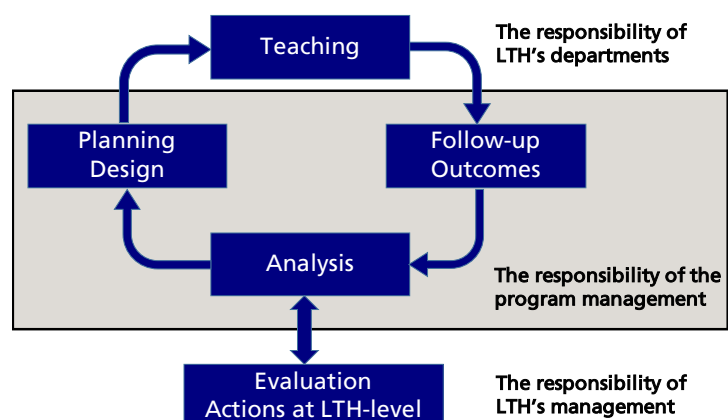 Teaching
The responsibility of
LTH's departments
Planning
Design
Follow-up
Outcomes
Analysis
The responsibility of the
program management
Evaluation
Actions at LTH-level
The responsibility of
LTH's management